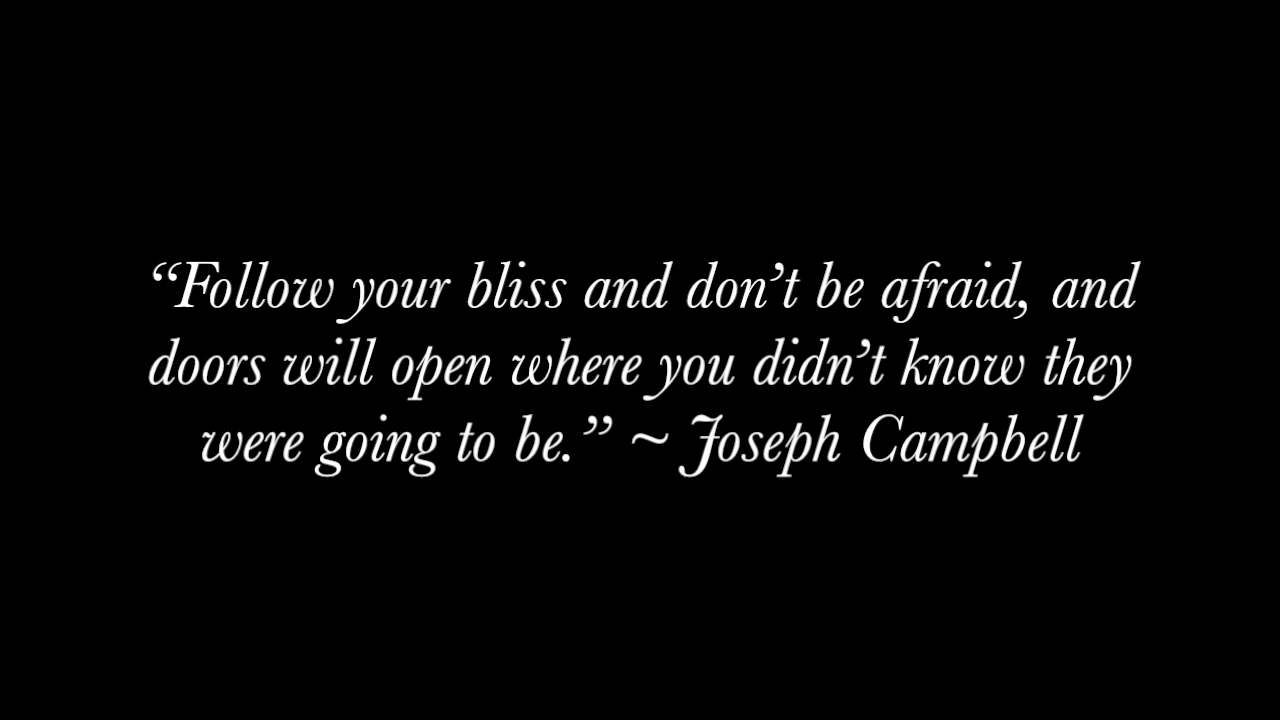 “Follow your bliss and don’t be afraid, and
doors will open where you didn’t know they
were going to be.” ~ Joseph Campbell